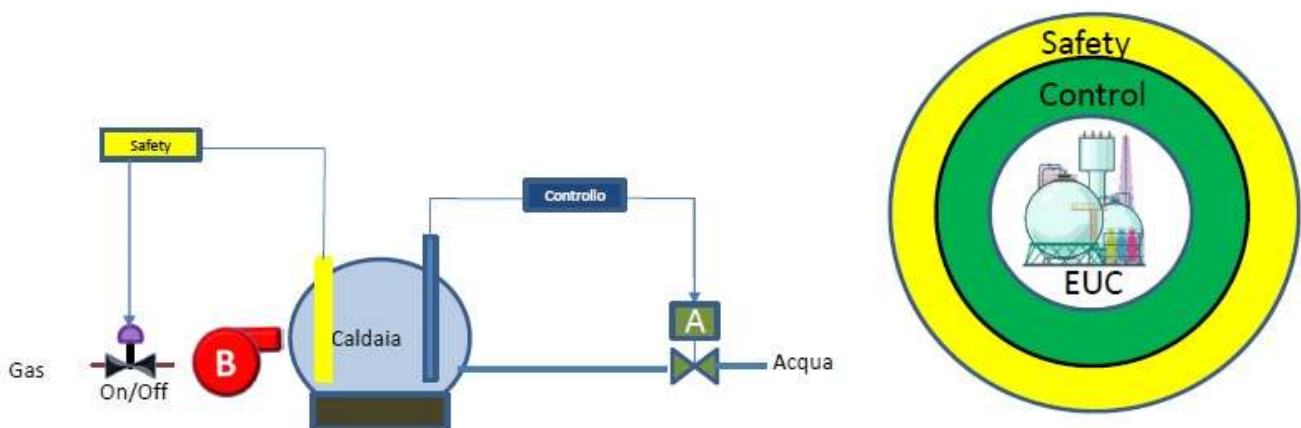 Safety
Controllo
A
Caldaia
B
Gas
On/Off
Acqua
Safety
Control
EUC